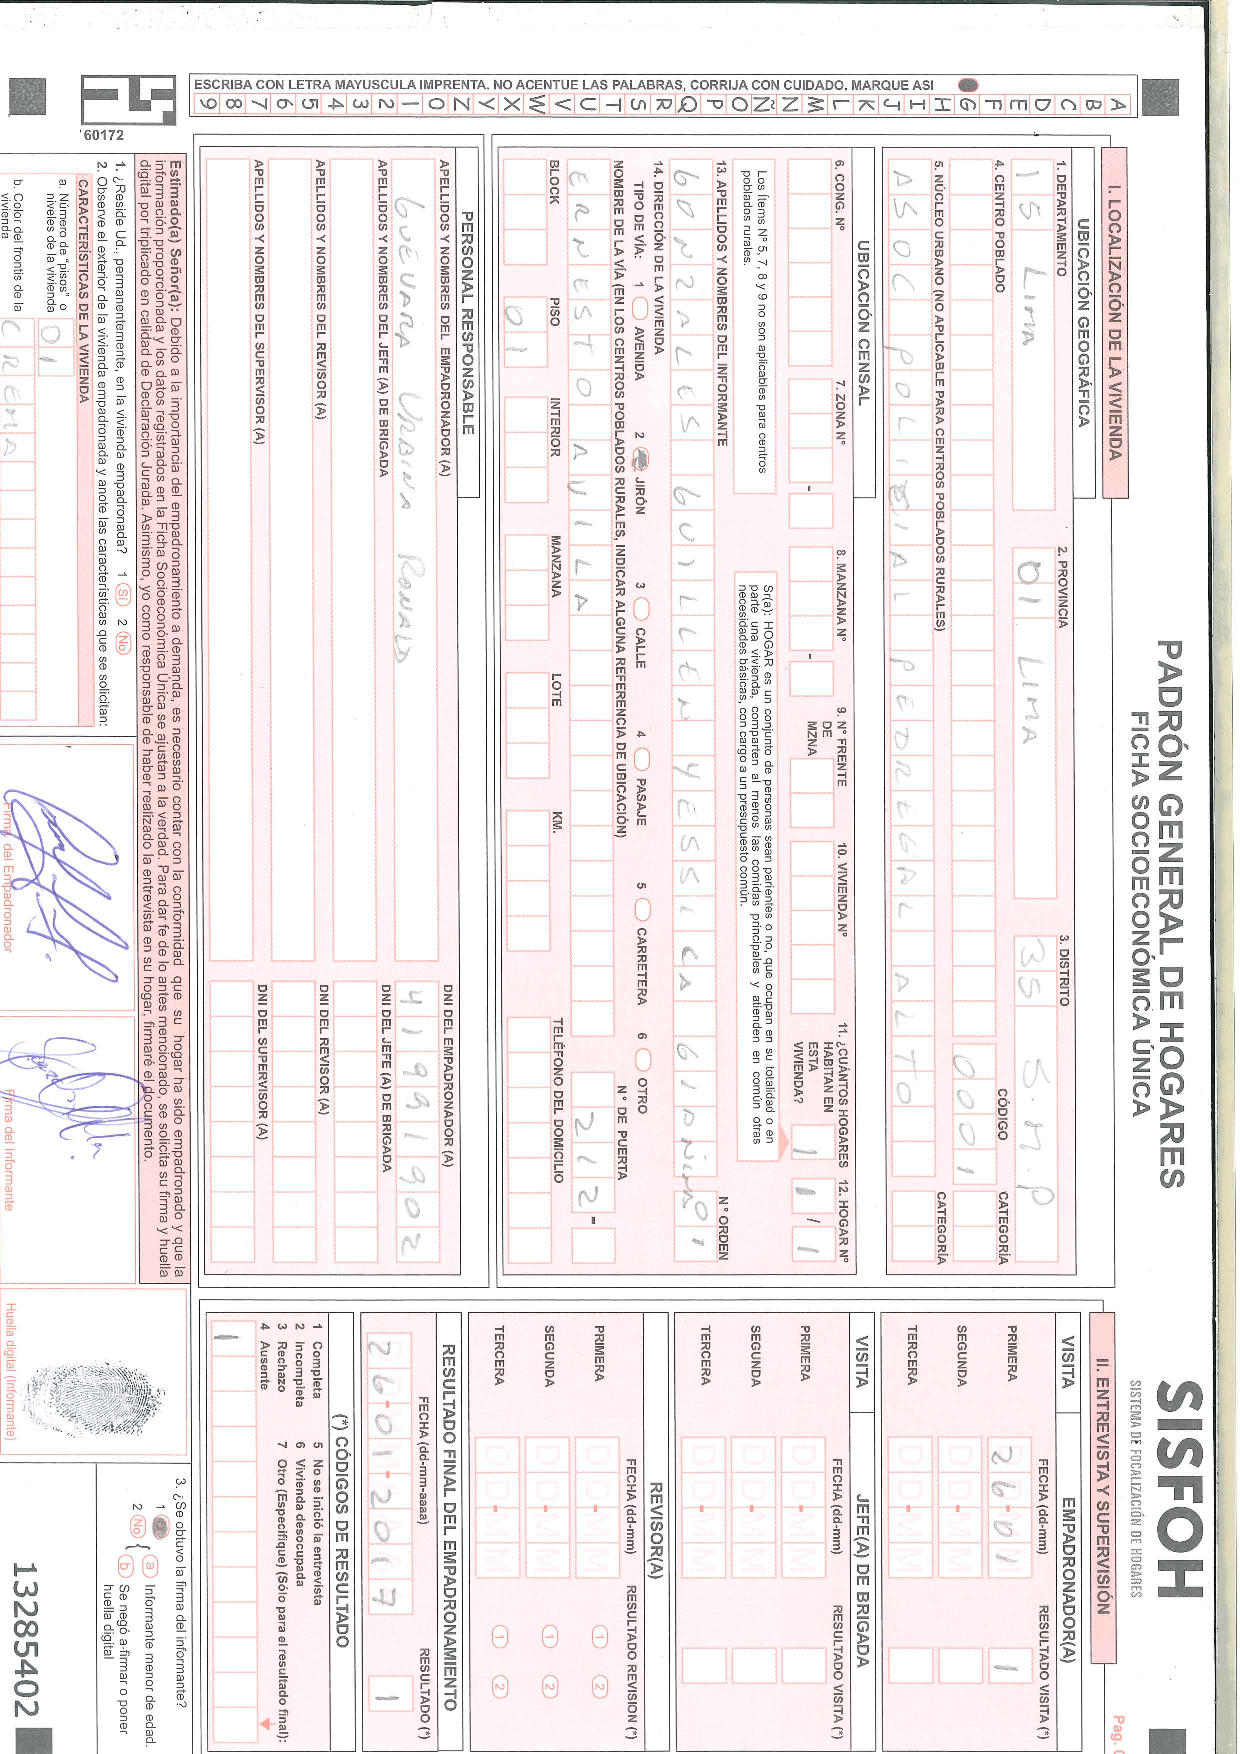 PADRÓN GENERAL DE HOGARES
FICHA SOCIOECONÓMICA ÚNICA
SISFOH
SISTEMA DE FOCALIZACIÓN DE HOGARES
Pag.
ESCRIBA CON LETRA MAYUSCULA IMPRENTA. NO ACENTUE LAS PALABRAS, CORRIJA CON CUIDADO. MARQUE ASI
A B C D E F G H I J K L M N Ñ O P Q R S T U V W X Y Z 0 1 2 3 4 5 6 7 8 9
60172
I. LOCALIZACIÓN DE LA VIVIENDA
UBICACIÓN GEOGRÁFICA
1. DEPARTAMENTO
15 LIMA
2. PROVINCIA
01 LIMA
3. DISTRITO
35 S.M.P
4. CENTRO POBLADO
CÓDIGO
0001
CATEGORÍA
5. NÚCLEO URBANO (NO APLICABLE PARA CENTROS POBLADOS RURALES)
CATEGORÍA
ASOC POLICIAL PEDREGAL ALTO
UBICACIÓN CENSAL
6. CONG. N°
7. ZONA N°
8. MANZANA N°
9. N° FRENTE DE MZNA
10. VIVIENDA N°
11. ¿CUÁNTOS HOGARES HABITAN EN ESTA VIVIENDA?
1
12. HOGAR N°
1 / 1
Los Ítems N° 5, 7, 8 y 9 no son aplicables para centros poblados rurales.
Sr(a): HOGAR es un conjunto de personas sean parientes o no, que ocupan en su totalidad o en parte una vivienda, comparten al menos las comidas principales y atienden en común otras necesidades básicas, con cargo a un presupuesto común.
13. APELLIDOS Y NOMBRES DEL INFORMANTE
N° ORDEN
GONZALES GUILLEN YESSICA
01
14. DIRECCIÓN DE LA VIVIENDA
TIPO DE VÍA: 1 AVENIDA 2 JIRÓN 3 CALLE 4 PASAJE 5 CARRETERA 6 OTRO
NOMBRE DE LA VÍA (EN LOS CENTROS POBLADOS RURALES, INDICAR ALGUNA REFERENCIA DE UBICACIÓN)
N° DE PUERTA
ERNESTO AVILA
212 -
BLOCK PISO INTERIOR MANZANA LOTE KM. TELÉFONO DEL DOMICILIO
01
PERSONAL RESPONSABLE
APELLIDOS Y NOMBRES DEL EMPADRONADOR (A)
DNI DEL EMPADRONADOR (A)
GUEVARA URBINA RONALD
41991902
APELLIDOS Y NOMBRES DEL JEFE (A) DE BRIGADA
DNI DEL JEFE (A) DE BRIGADA
APELLIDOS Y NOMBRES DEL REVISOR (A)
DNI DEL REVISOR (A)
APELLIDOS Y NOMBRES DEL SUPERVISOR (A)
DNI DEL SUPERVISOR (A)
II. ENTREVISTA Y SUPERVISIÓN
VISITA EMPADRONADOR(A)
FECHA (dd-mm) RESULTADO VISITA (*)
PRIMERA 26-01 1
SEGUNDA
TERCERA
VISITA JEFE(A) DE BRIGADA
FECHA (dd-mm) RESULTADO VISITA (*)
PRIMERA
SEGUNDA
TERCERA
REVISOR(A)
FECHA (dd-mm) RESULTADO REVISION (*)
PRIMERA DD-MM 1 2
SEGUNDA DD-MM 1 2
TERCERA DD-MM 1 2
RESULTADO FINAL DEL EMPADRONAMIENTO
FECHA (dd-mm-aaaa) RESULTADO (*)
26-01-2017 1
(*) CÓDIGOS DE RESULTADO
1 Completa
2 Incompleta
3 Rechazo
4 Ausente
5 No se inició la entrevista
6 Vivienda desocupada
7 Otro (Especifique) (Sólo para el resultado final):
1
Estimado(a) Señor(a): Debido a la importancia del empadronamiento a demanda, es necesario contar con la conformidad que su hogar ha sido empadronado y que la información proporcionada y los datos registrados en la Ficha Socioeconómica Única se ajustan a la verdad. Para dar fe de lo antes mencionado, se solicita su firma y huella digital por triplicado en calidad de Declaración Jurada. Asimismo, yo como responsable de haber realizado la entrevista en su hogar, firmaré el documento.
1. ¿Reside Ud., permanentemente, en la vivienda empadronada? 1 Sí 2 No
2. Observe el exterior de la vivienda empadronada y anote las características que se solicitan:
CARACTERÍSTICAS DE LA VIVIENDA
a. Número de "pisos" o niveles de la vivienda
01
b. Color del frontis de la vivienda
CREMA
Firma del Empadronador
Firma del Informante
Huella digital (Informante)
3. ¿Se obtuvo la firma del informante?
1
2 No
a Informante menor de edad.
b Se negó a firmar o poner huella digital
13285402